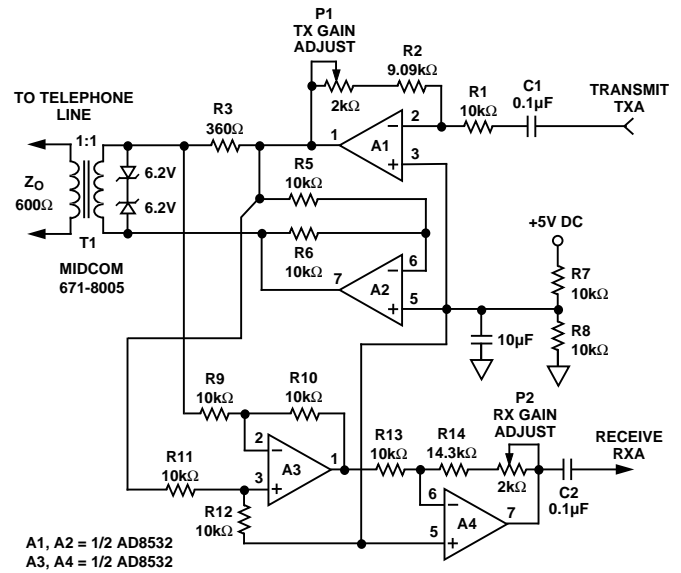 P1
TX GAIN
ADJUST
2kΩ
R2
9.09kΩ
R1
10kΩ
C1
0.1µF
TRANSMIT
TXA
TO TELEPHONE
LINE
1:1
ZO
600Ω
6.2V
6.2V
T1
MIDCOM
671-8005
R3
360Ω
1
A1
2
3
R5
10kΩ
R6
10kΩ
7
A2
6
5
+5V DC
R7
10kΩ
R8
10kΩ
10µF
R9
10kΩ
R10
10kΩ
R11
10kΩ
R12
10kΩ
2
3
A3
1
R13
10kΩ
R14
14.3kΩ
P2
RX GAIN
ADJUST
2kΩ
6
5
A4
7
C2
0.1µF
RECEIVE
RXA
A1, A2 = 1/2 AD8532
A3, A4 = 1/2 AD8532